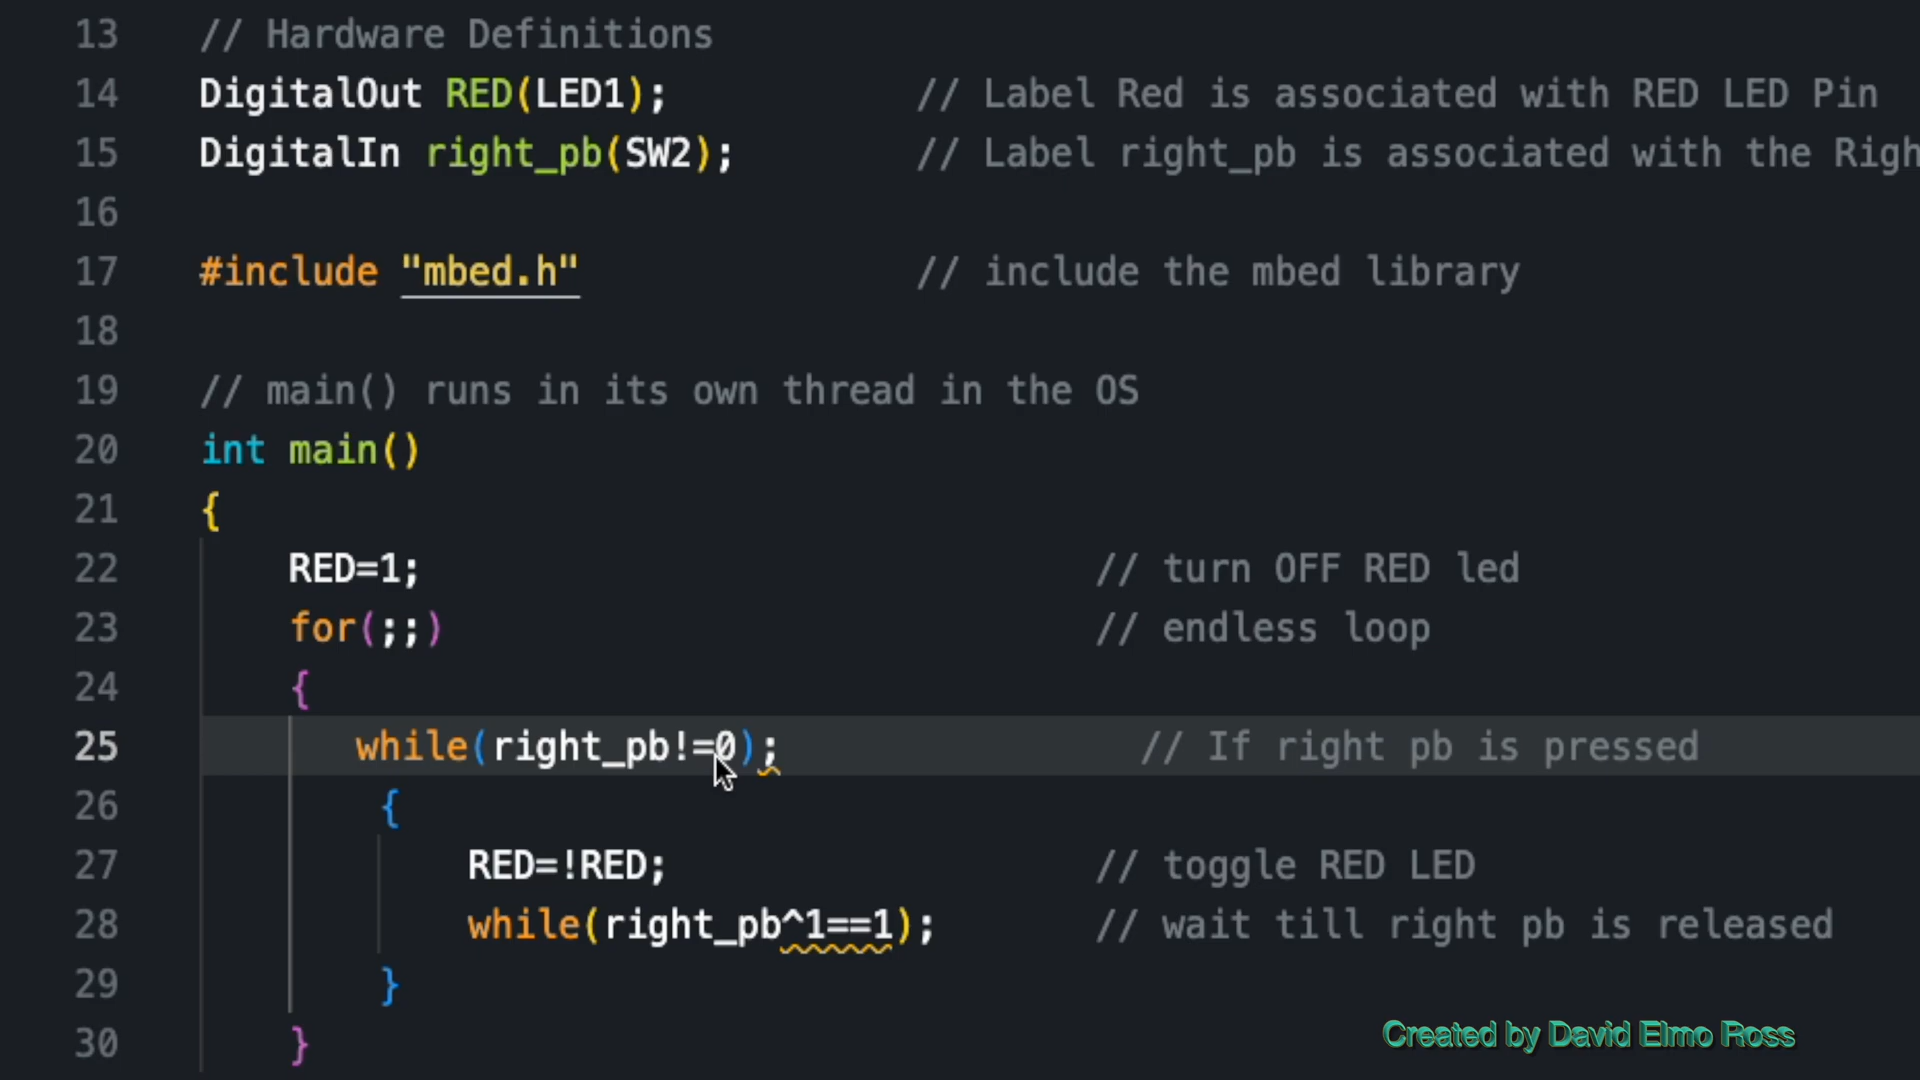 13 // Hardware Definitions
14 DigitalOut RED(LED1); // Label Red is associated with RED LED Pin
15 DigitalIn right_pb(SW2); // Label right_pb is associated with the Righ
16
17 #include "mbed.h" // include the mbed library
18
19 // main() runs in its own thread in the OS
20 int main()
21 {
22 RED=1; // turn OFF RED led
23 for(;;) // endless loop
24 {
25 while(right_pb!=0); // If right pb is pressed
26 {
27 RED=!RED; // toggle RED LED
28 while(right_pb^1==1); // wait till right pb is released
29 }
30 }
Created by David Elmo Ross